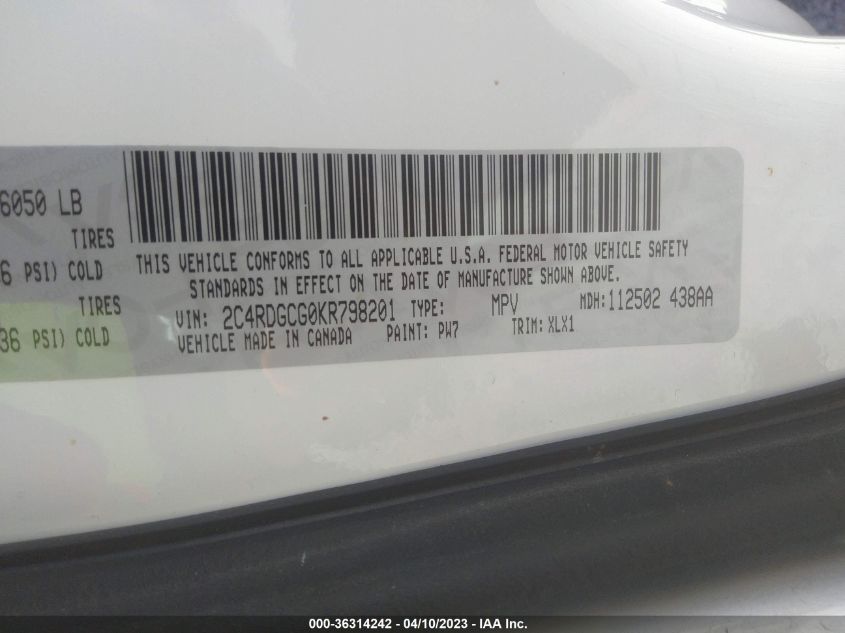 6050 LB
TIRES
6 PSI) COLD
TIRES
36 PSI) COLD
THIS VEHICLE CONFORMS TO ALL APPLICABLE U.S.A. FEDERAL MOTOR VEHICLE SAFETY
STANDARDS IN EFFECT ON THE DATE OF MANUFACTURE SHOWN ABOVE.
VIN: 2C4RDGCG0KR798201 TYPE: MPV MDH:112502 438AA
VEHICLE MADE IN CANADA PAINT: PW7 TRIM: XLX1
000-36314242 - 04/10/2023 - IAA Inc.